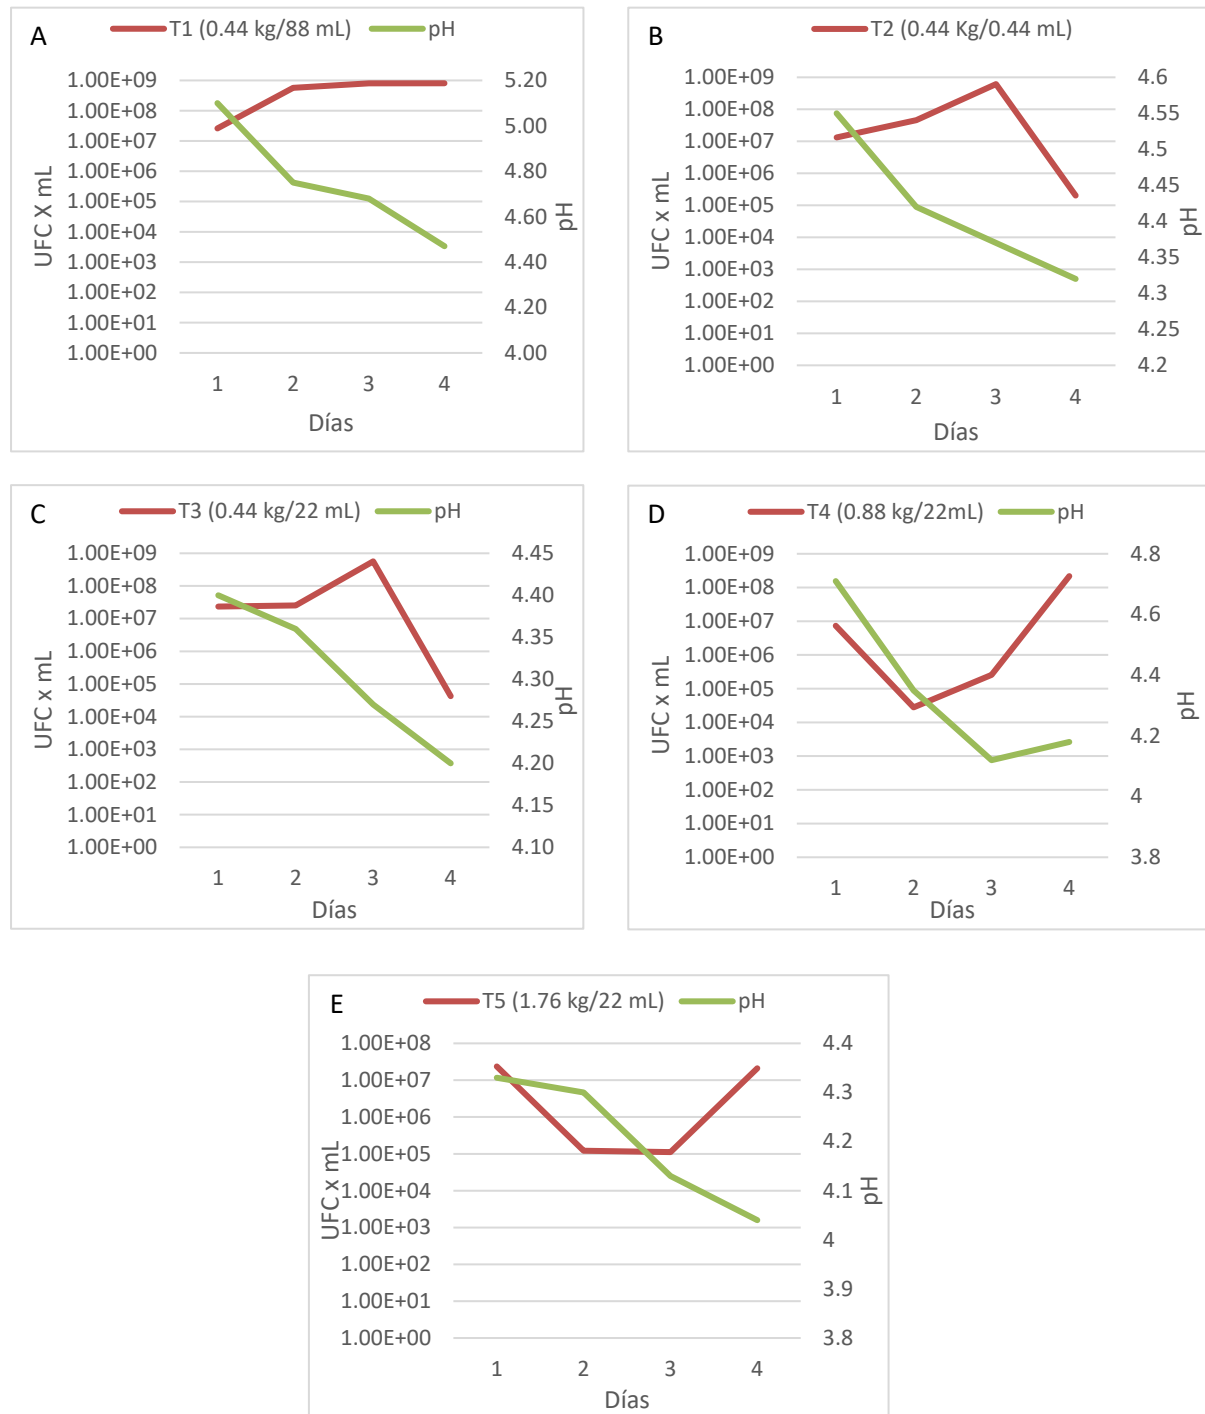 A
T1 (0.44 kg/88 mL) pH
1.00E+09
1.00E+08
1.00E+07
1.00E+06
1.00E+05
1.00E+04
1.00E+03
1.00E+02
1.00E+01
1.00E+00
UFC X mL
5.20
5.00
4.80
4.60
4.40
4.20
4.00
pH
1 2 3 4
Días
B
T2 (0.44 Kg/0.44 mL)
1.00E+09
1.00E+08
1.00E+07
1.00E+06
1.00E+05
1.00E+04
1.00E+03
1.00E+02
1.00E+01
1.00E+00
UFC x mL
4.6
4.55
4.5
4.45
4.4
4.35
4.3
4.25
4.2
pH
1 2 3 4
Días
C
T3 (0.44 kg/22 mL) pH
1.00E+09
1.00E+08
1.00E+07
1.00E+06
1.00E+05
1.00E+04
1.00E+03
1.00E+02
1.00E+01
1.00E+00
UFC x mL
4.45
4.40
4.35
4.30
4.25
4.20
4.15
4.10
pH
1 2 3 4
Días
D
T4 (0.88 kg/22mL) pH
1.00E+09
1.00E+08
1.00E+07
1.00E+06
1.00E+05
1.00E+04
1.00E+03
1.00E+02
1.00E+01
1.00E+00
UFC x mL
4.8
4.6
4.4
4.2
4
3.8
pH
1 2 3 4
Días
E
T5 (1.76 kg/22 mL) pH
1.00E+08
1.00E+07
1.00E+06
1.00E+05
1.00E+04
1.00E+03
1.00E+02
1.00E+01
1.00E+00
UFC x mL
4.4
4.3
4.2
4.1
4
3.9
3.8
pH
1 2 3 4
Días